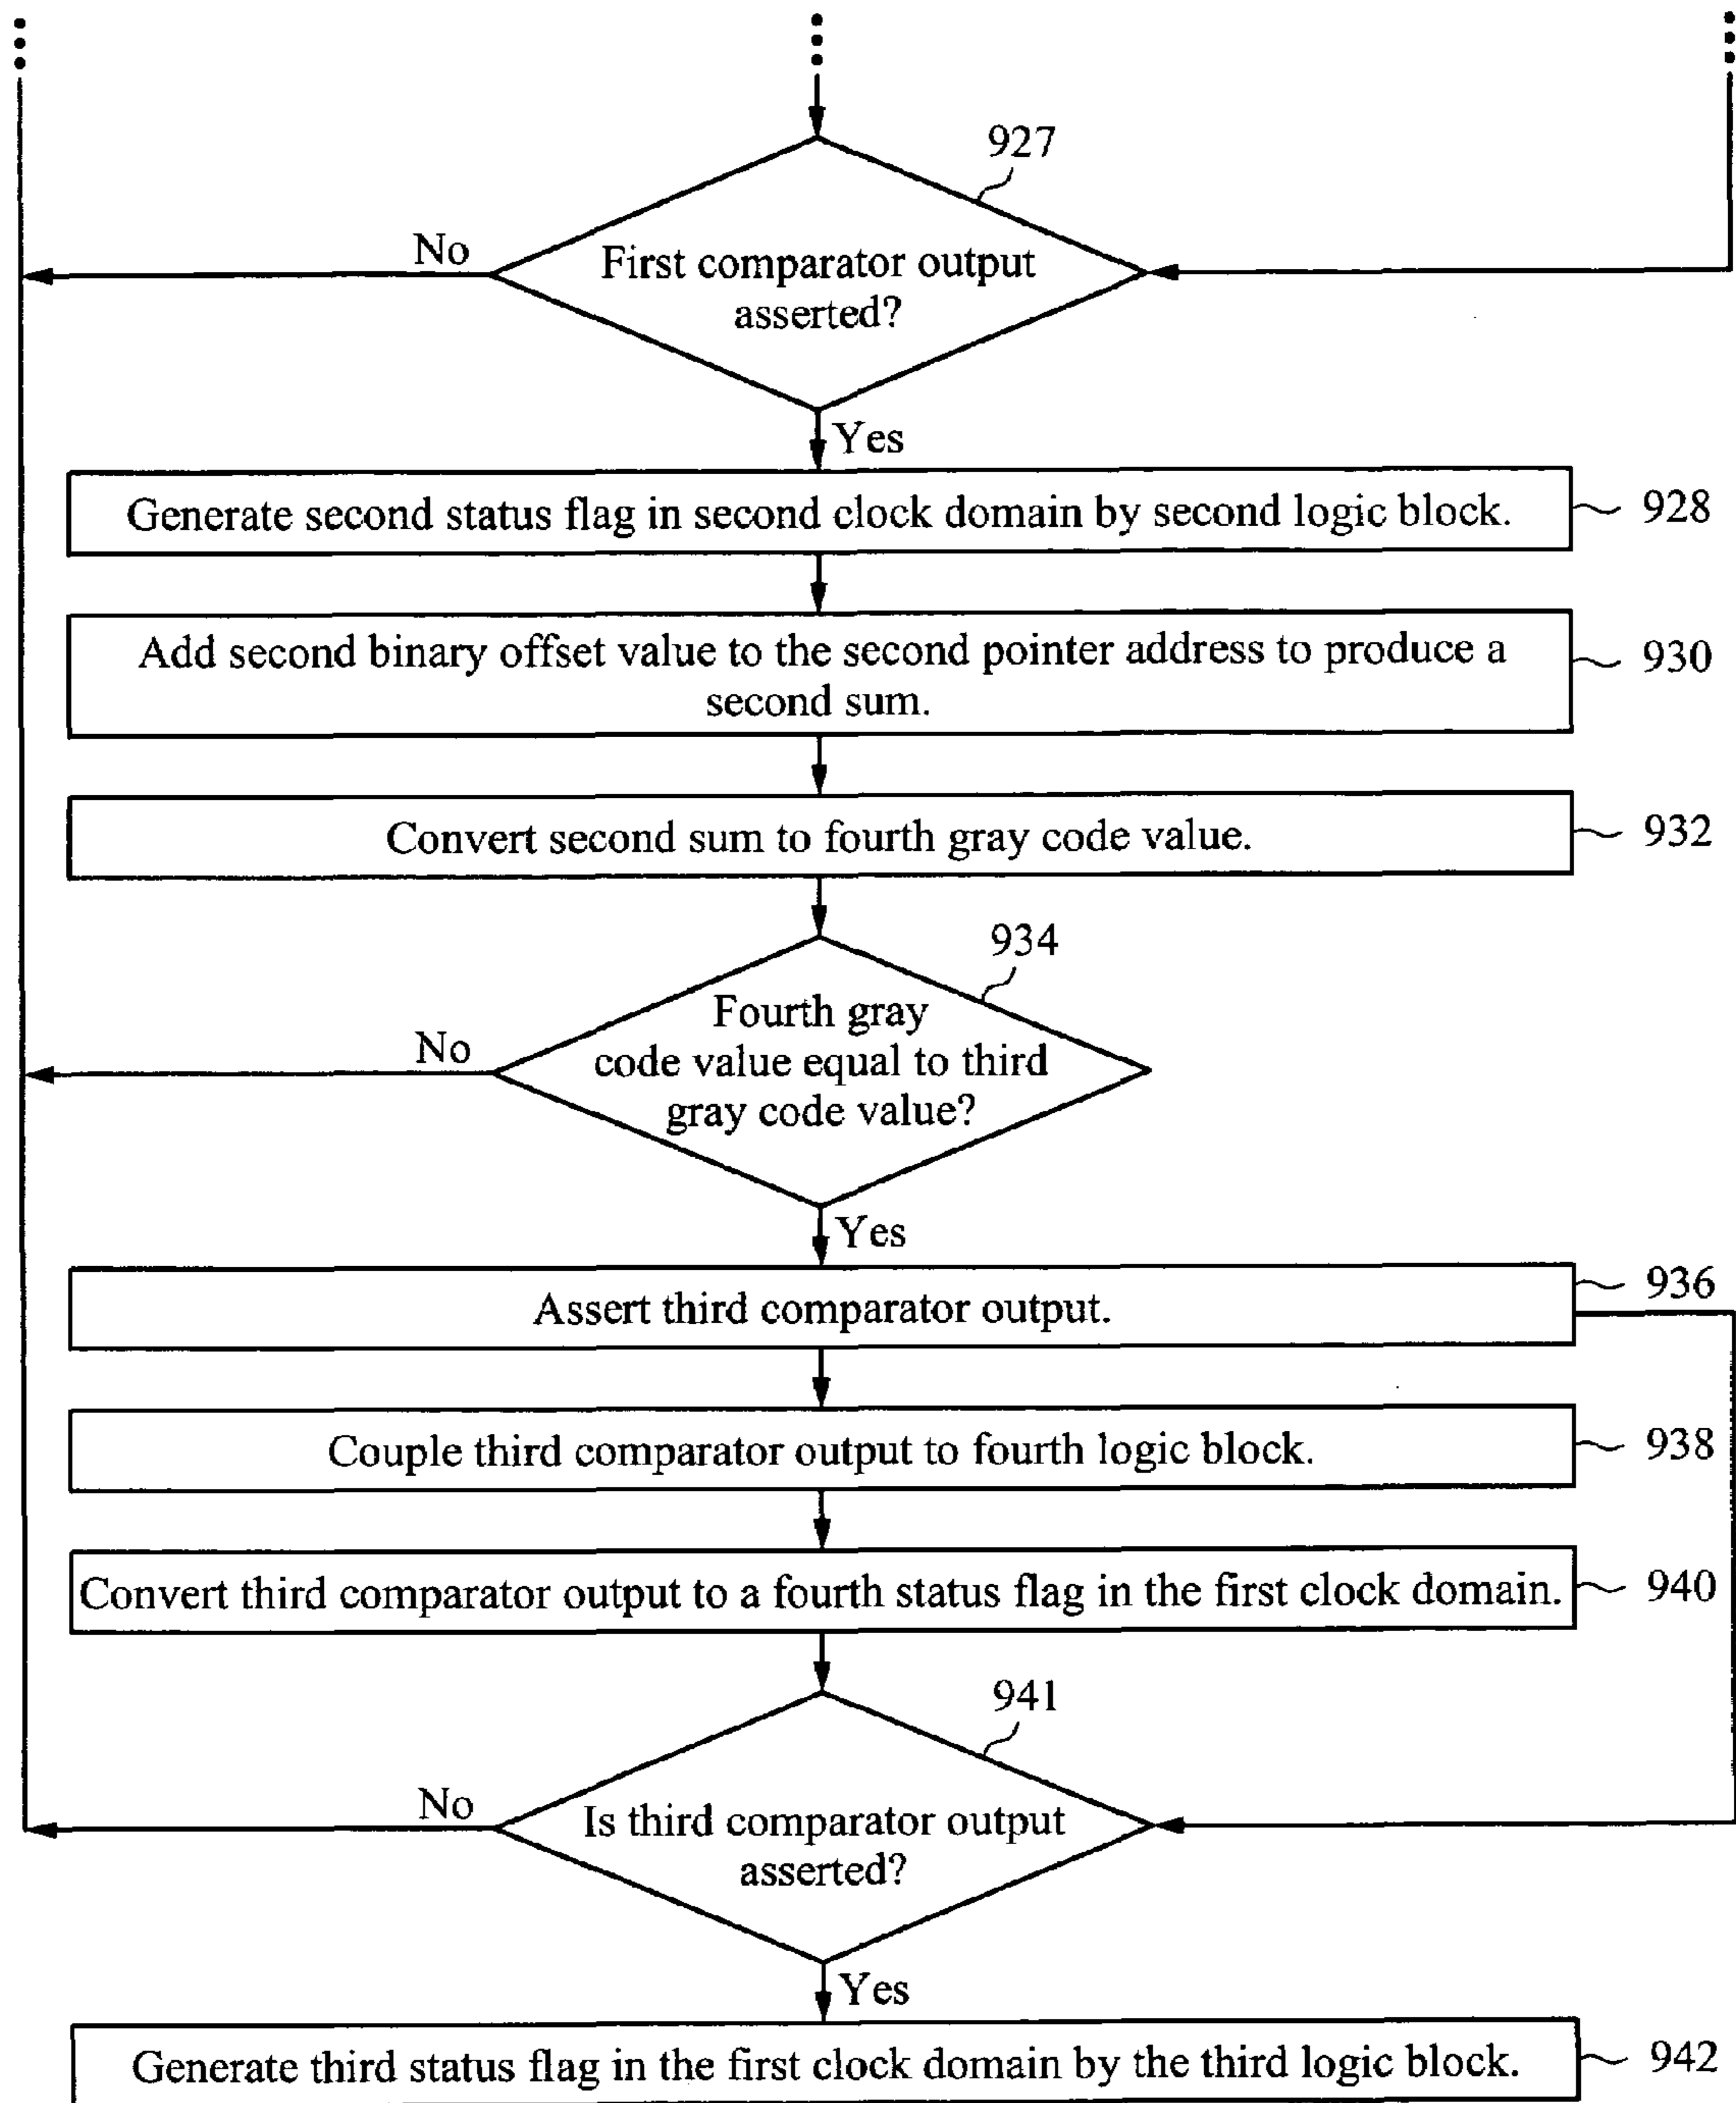 927
No
First comparator output
asserted?
Yes
Generate second status flag in second clock domain by second logic block.
928
Add second binary offset value to the second pointer address to produce a
second sum.
930
Convert second sum to fourth gray code value.
932
934
No
Fourth gray
code value equal to third
gray code value?
Yes
Assert third comparator output.
936
Couple third comparator output to fourth logic block.
938
Convert third comparator output to a fourth status flag in the first clock domain.
940
941
No
Is third comparator output
asserted?
Yes
Generate third status flag in the first clock domain by the third logic block.
942